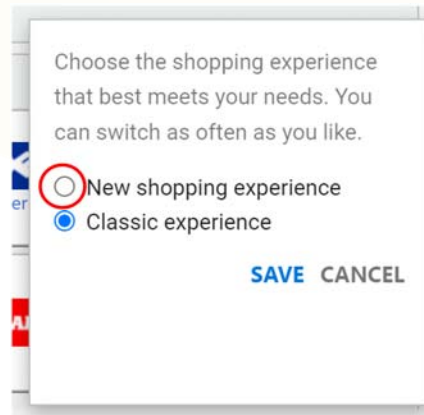 Choose the shopping experience
that best meets your needs. You
can switch as often as you like.
New shopping experience
er
Classic experience
SAVE CANCEL